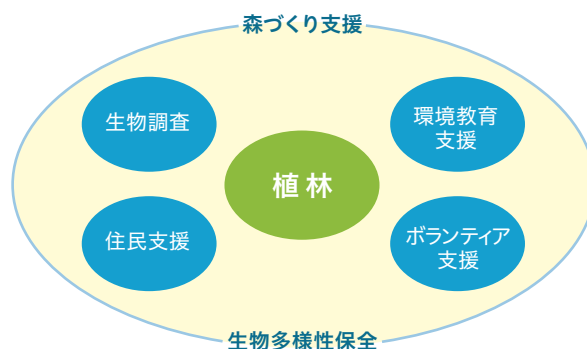 森づくり支援
生物調査
環境教育
支援
植林
住民支援
ボランティア
支援
生物多様性保全